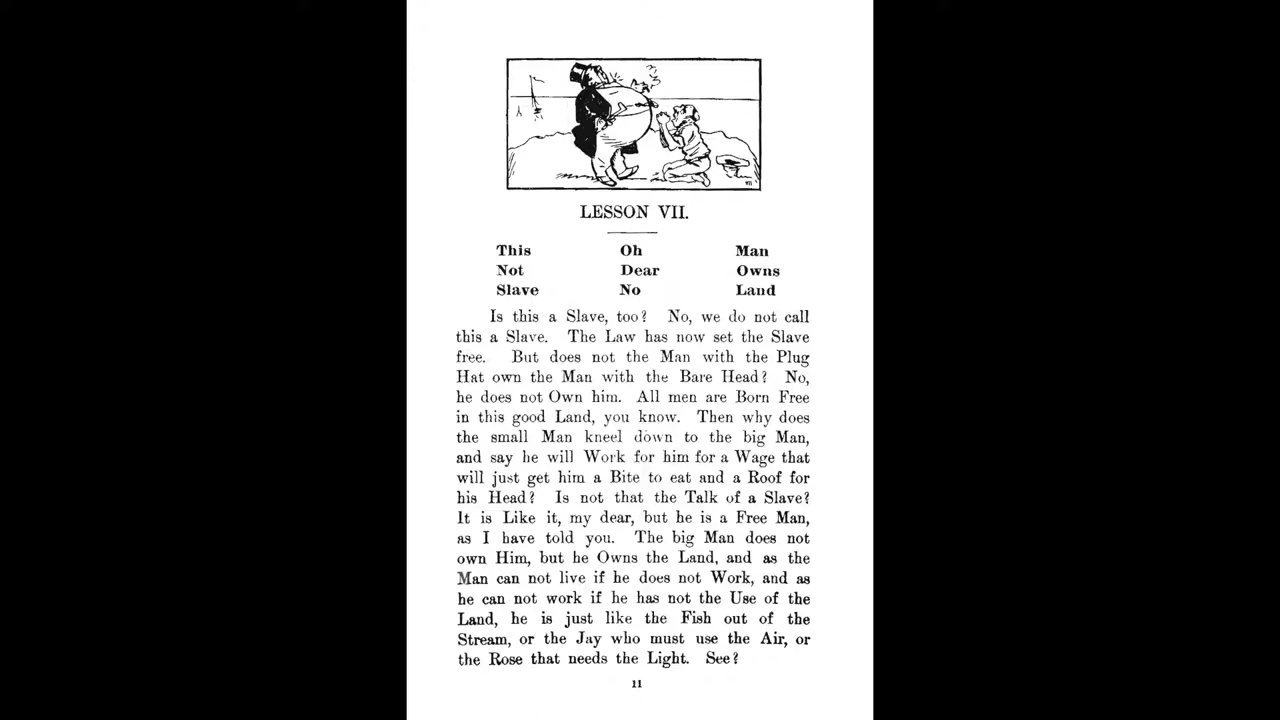 LESSON VII.
This Oh Man
Not Dear Owns
Slave No Land
Is this a Slave, too? No, we do not call
this a Slave. The Law has now set the Slave
free. But does not the Man with the Plug
Hat own the Man with the Bare Head? No,
he does not Own him. All men are Born Free
in this good Land, you know. Then why does
the small Man kneel down to the big Man,
and say he will Work for him for a Wage that
will just get him a Bite to eat and a Roof for
his Head? Is not that the Talk of a Slave?
It is Like it, my dear, but he is a Free Man,
as I have told you. The big Man does not
own Him, but he Owns the Land, and as the
Man can not live if he does not Work, and as
he can not work if he has not the Use of the
Land, he is just like the Fish out of the
Stream, or the Jay who must use the Air, or
the Rose that needs the Light. See?
11